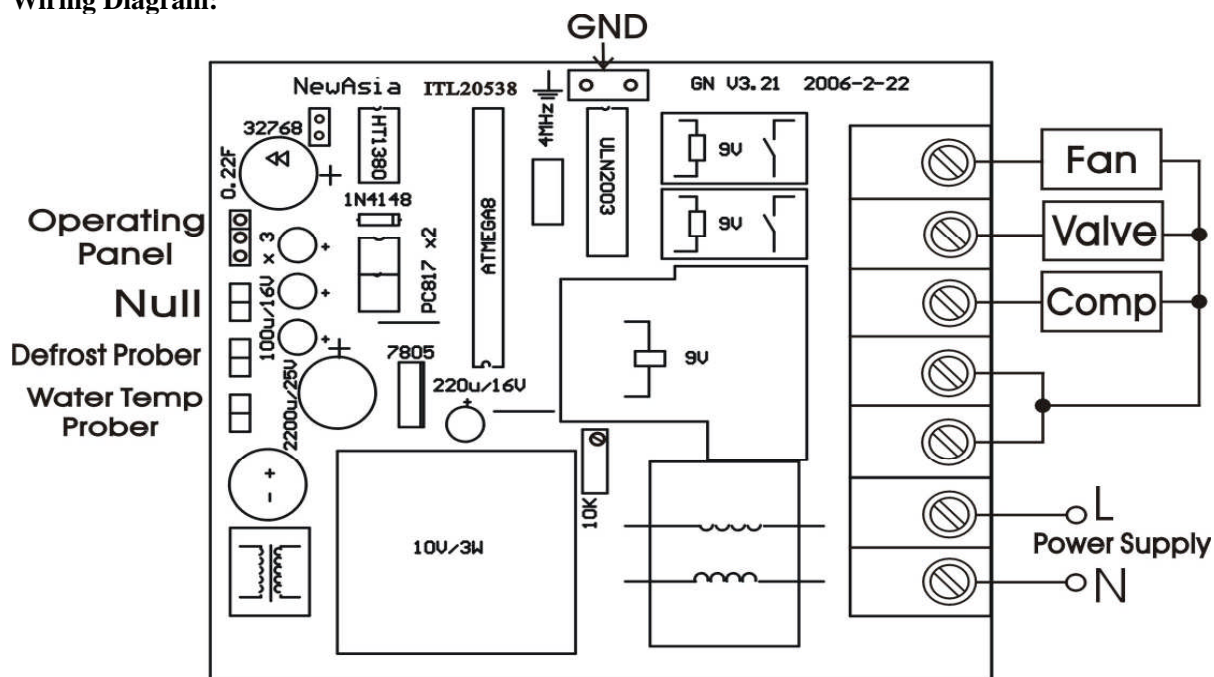 Wiring Diagram:
GND
NewAsia ITL20538
GN V3.21 2006-2-22
32768
0.22F
HT1380
4MHz
ULN2003
9V
Fan
1N4148
Operating
Panel
× 3
100u/16V
PC817 ×2
ATMEGA8
9V
Valve
Null
Comp
Defrost Prober
7805
9V
220u/16V
Water Temp
Prober
2200u/25V
10K
10V/3W
L
Power Supply
N
+
+
+
+
+
+
+
-